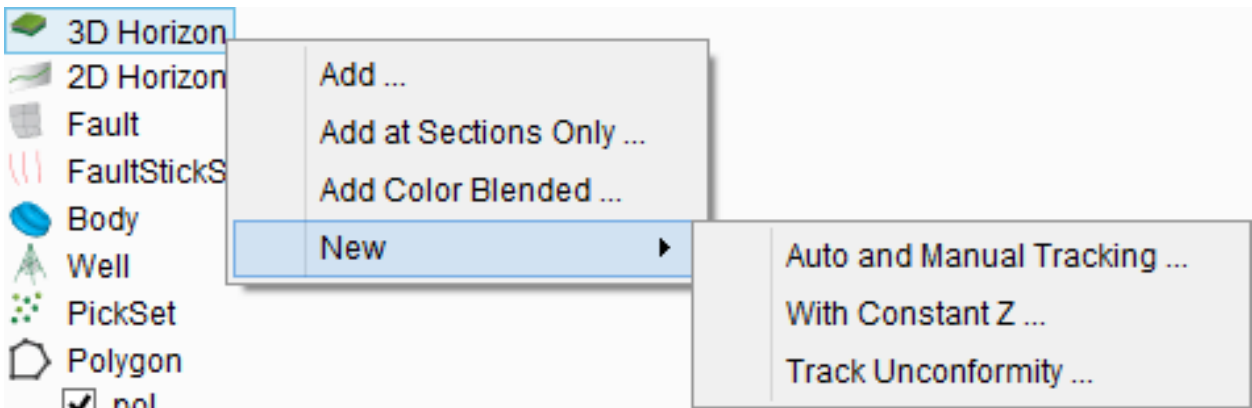 3D Horizon
2D Horizon
Fault
FaultStickS
Body
Well
PickSet
Polygon
pol
Add ...
Add at Sections Only ...
Add Color Blended ...
New
Auto and Manual Tracking ...
With Constant Z ...
Track Unconformity ...